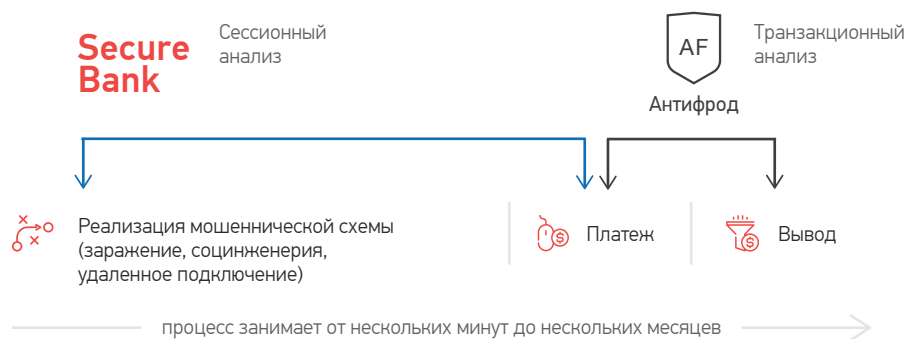 Secure
Bank
Сессионный
анализ
AF
Транзакционный
анализ
Антифрод
Реализация мошеннической схемы
(заражение, социнженерия,
удаленное подключение)
$ Платеж
$ Вывод
процесс занимает от нескольких минут до нескольких месяцев